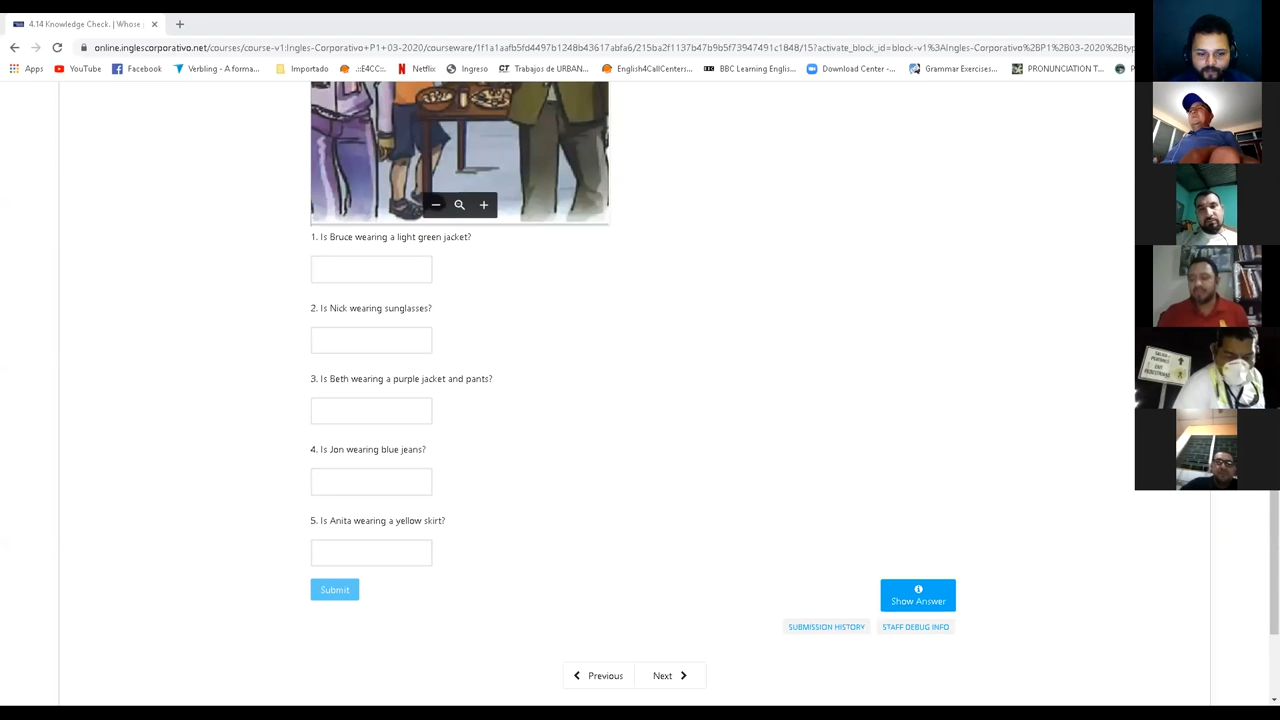 4.14 Knowledge Check. | Whose
online.inglescorporativo.net/courses/course-v1:Ingles-Corporativo+P1+03-2020/courseware/1f1a1aafb5fd4497b1248b43617abfa6/215ba2f1137b47b9b5f73947491c1848/15?activate_block_id=block-v1%3AIngles-Corporativo%2BP1%2B03-2020%2Btyp
Apps YouTube Facebook Verbling - A forma... Importado .::E4CC::. Netflix Ingreso Trabajos de URBAN... English4CallCenters... BBC Learning Englis... Download Center -... Grammar Exercises... PRONUNCIATION T... P
1. Is Bruce wearing a light green jacket?
2. Is Nick wearing sunglasses?
3. Is Beth wearing a purple jacket and pants?
4. Is Jon wearing blue jeans?
5. Is Anita wearing a yellow skirt?
Submit
Show Answer
SUBMISSION HISTORY STAFF DEBUG INFO
Previous Next